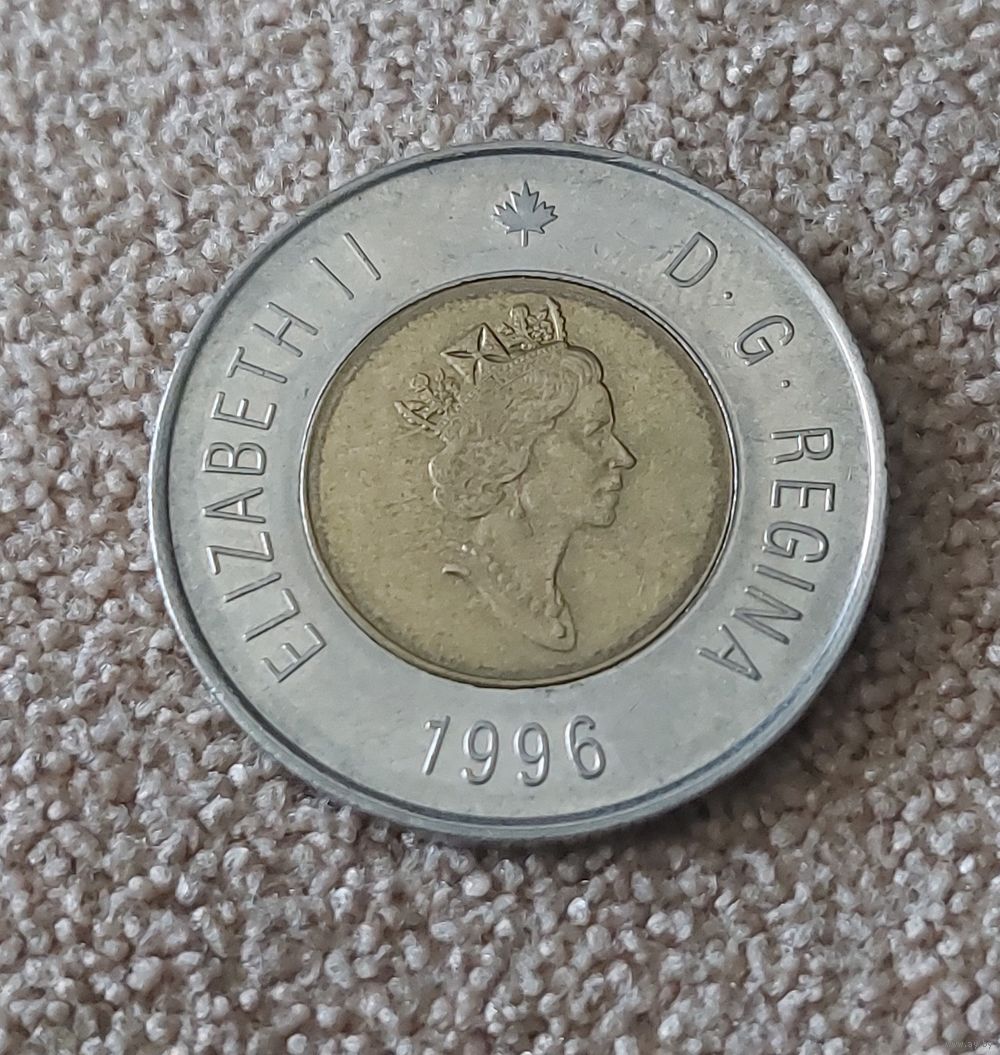 ELIZABETH II
D·G·REGINA
1996